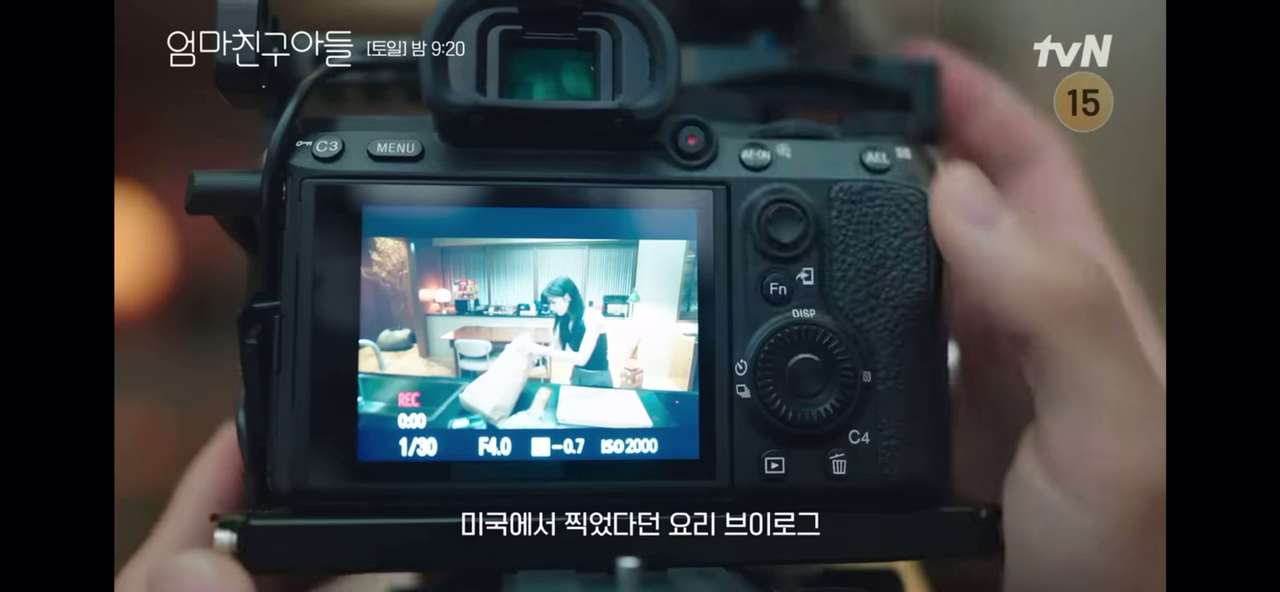 엄마친구아들 [토일] 밤 9:20
tvN
15
C3
MENU
AF-ON
AEL
Fn
DISP
REC
0:00
1/30 F4.0 -0.7 ISO 2000
C4
미국에서 찍었다던 요리 브이로그